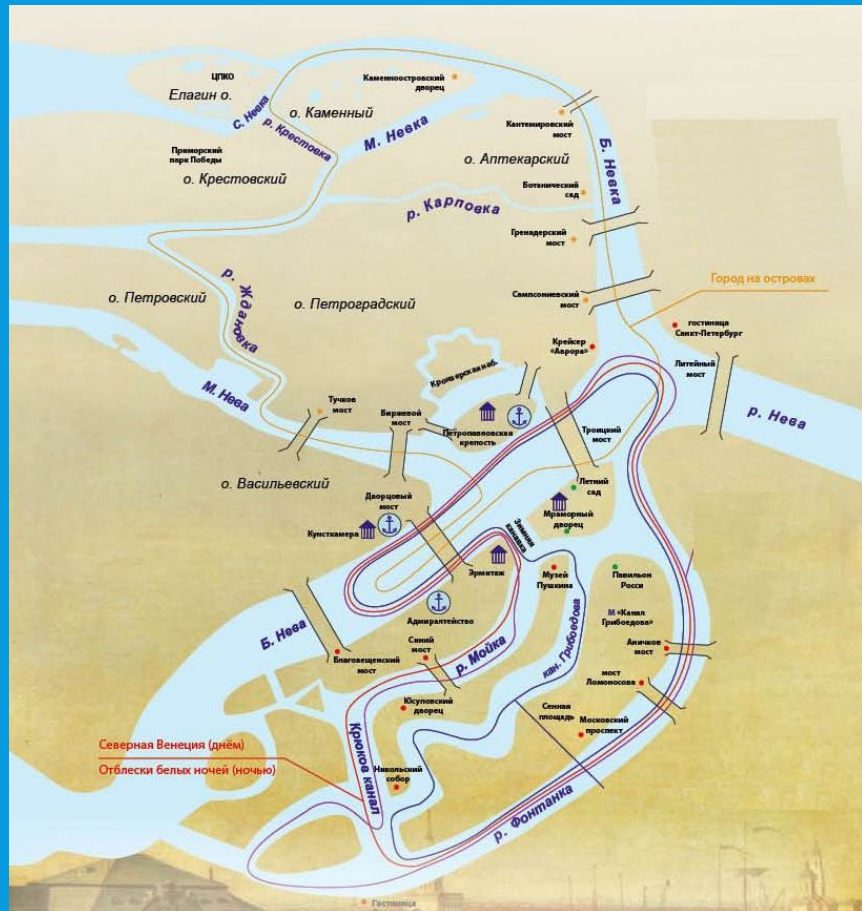 ЦПКО
Елагин о.
С. Невка
р. Крестовка
о. Каменный
Каменноостровский
дворец
М. Невка
Кантемировский
мост
Приморский
парк Победы
о. Крестовский
о. Аптекарский
Б. Невка
Ботанический
сад
р. Карповка
Гренадерский
мост
р. Ждановка
о. Петровский
о. Петроградский
Город на островах
Сампсониевский
мост
гостиница
Санкт-Петербург
Крейсер
«Аврора»
Литейный
мост
Кронверкская наб.
М. Нева
Тучков
мост
Биржевой
мост
Петропавловская
крепость
Троицкий
мост
р. Нева
о. Васильевский
Летний
сад
Дворцовый
мост
Мраморный
дворец
Кунсткамера
Зимняя
канавка
Эрмитаж
Музей
Пушкина
Павильон
Росси
Адмиралтейство
М «Канал
Грибоедова»
Б. Нева
Синий
мост
р. Мойка
кан. Грибоедова
Аничков
мост
Благовещенский
мост
мост
Ломоносова
Юсуповский
дворец
Сенная
площадь
Московский
проспект
Северная Венеция (днём)
Отблески белых ночей (ночью)
Крюков канал
Никольский
собор
р. Фонтанка
Гостиница